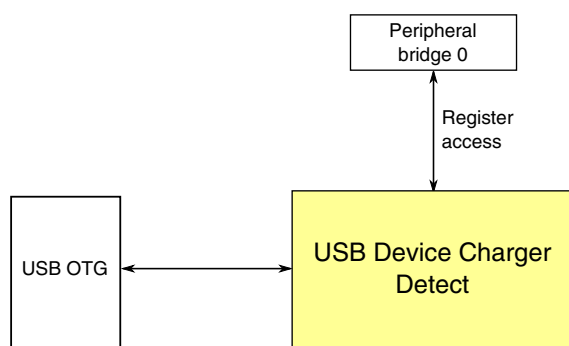 Peripheral
bridge 0
Register
access
USB OTG
USB Device Charger
Detect